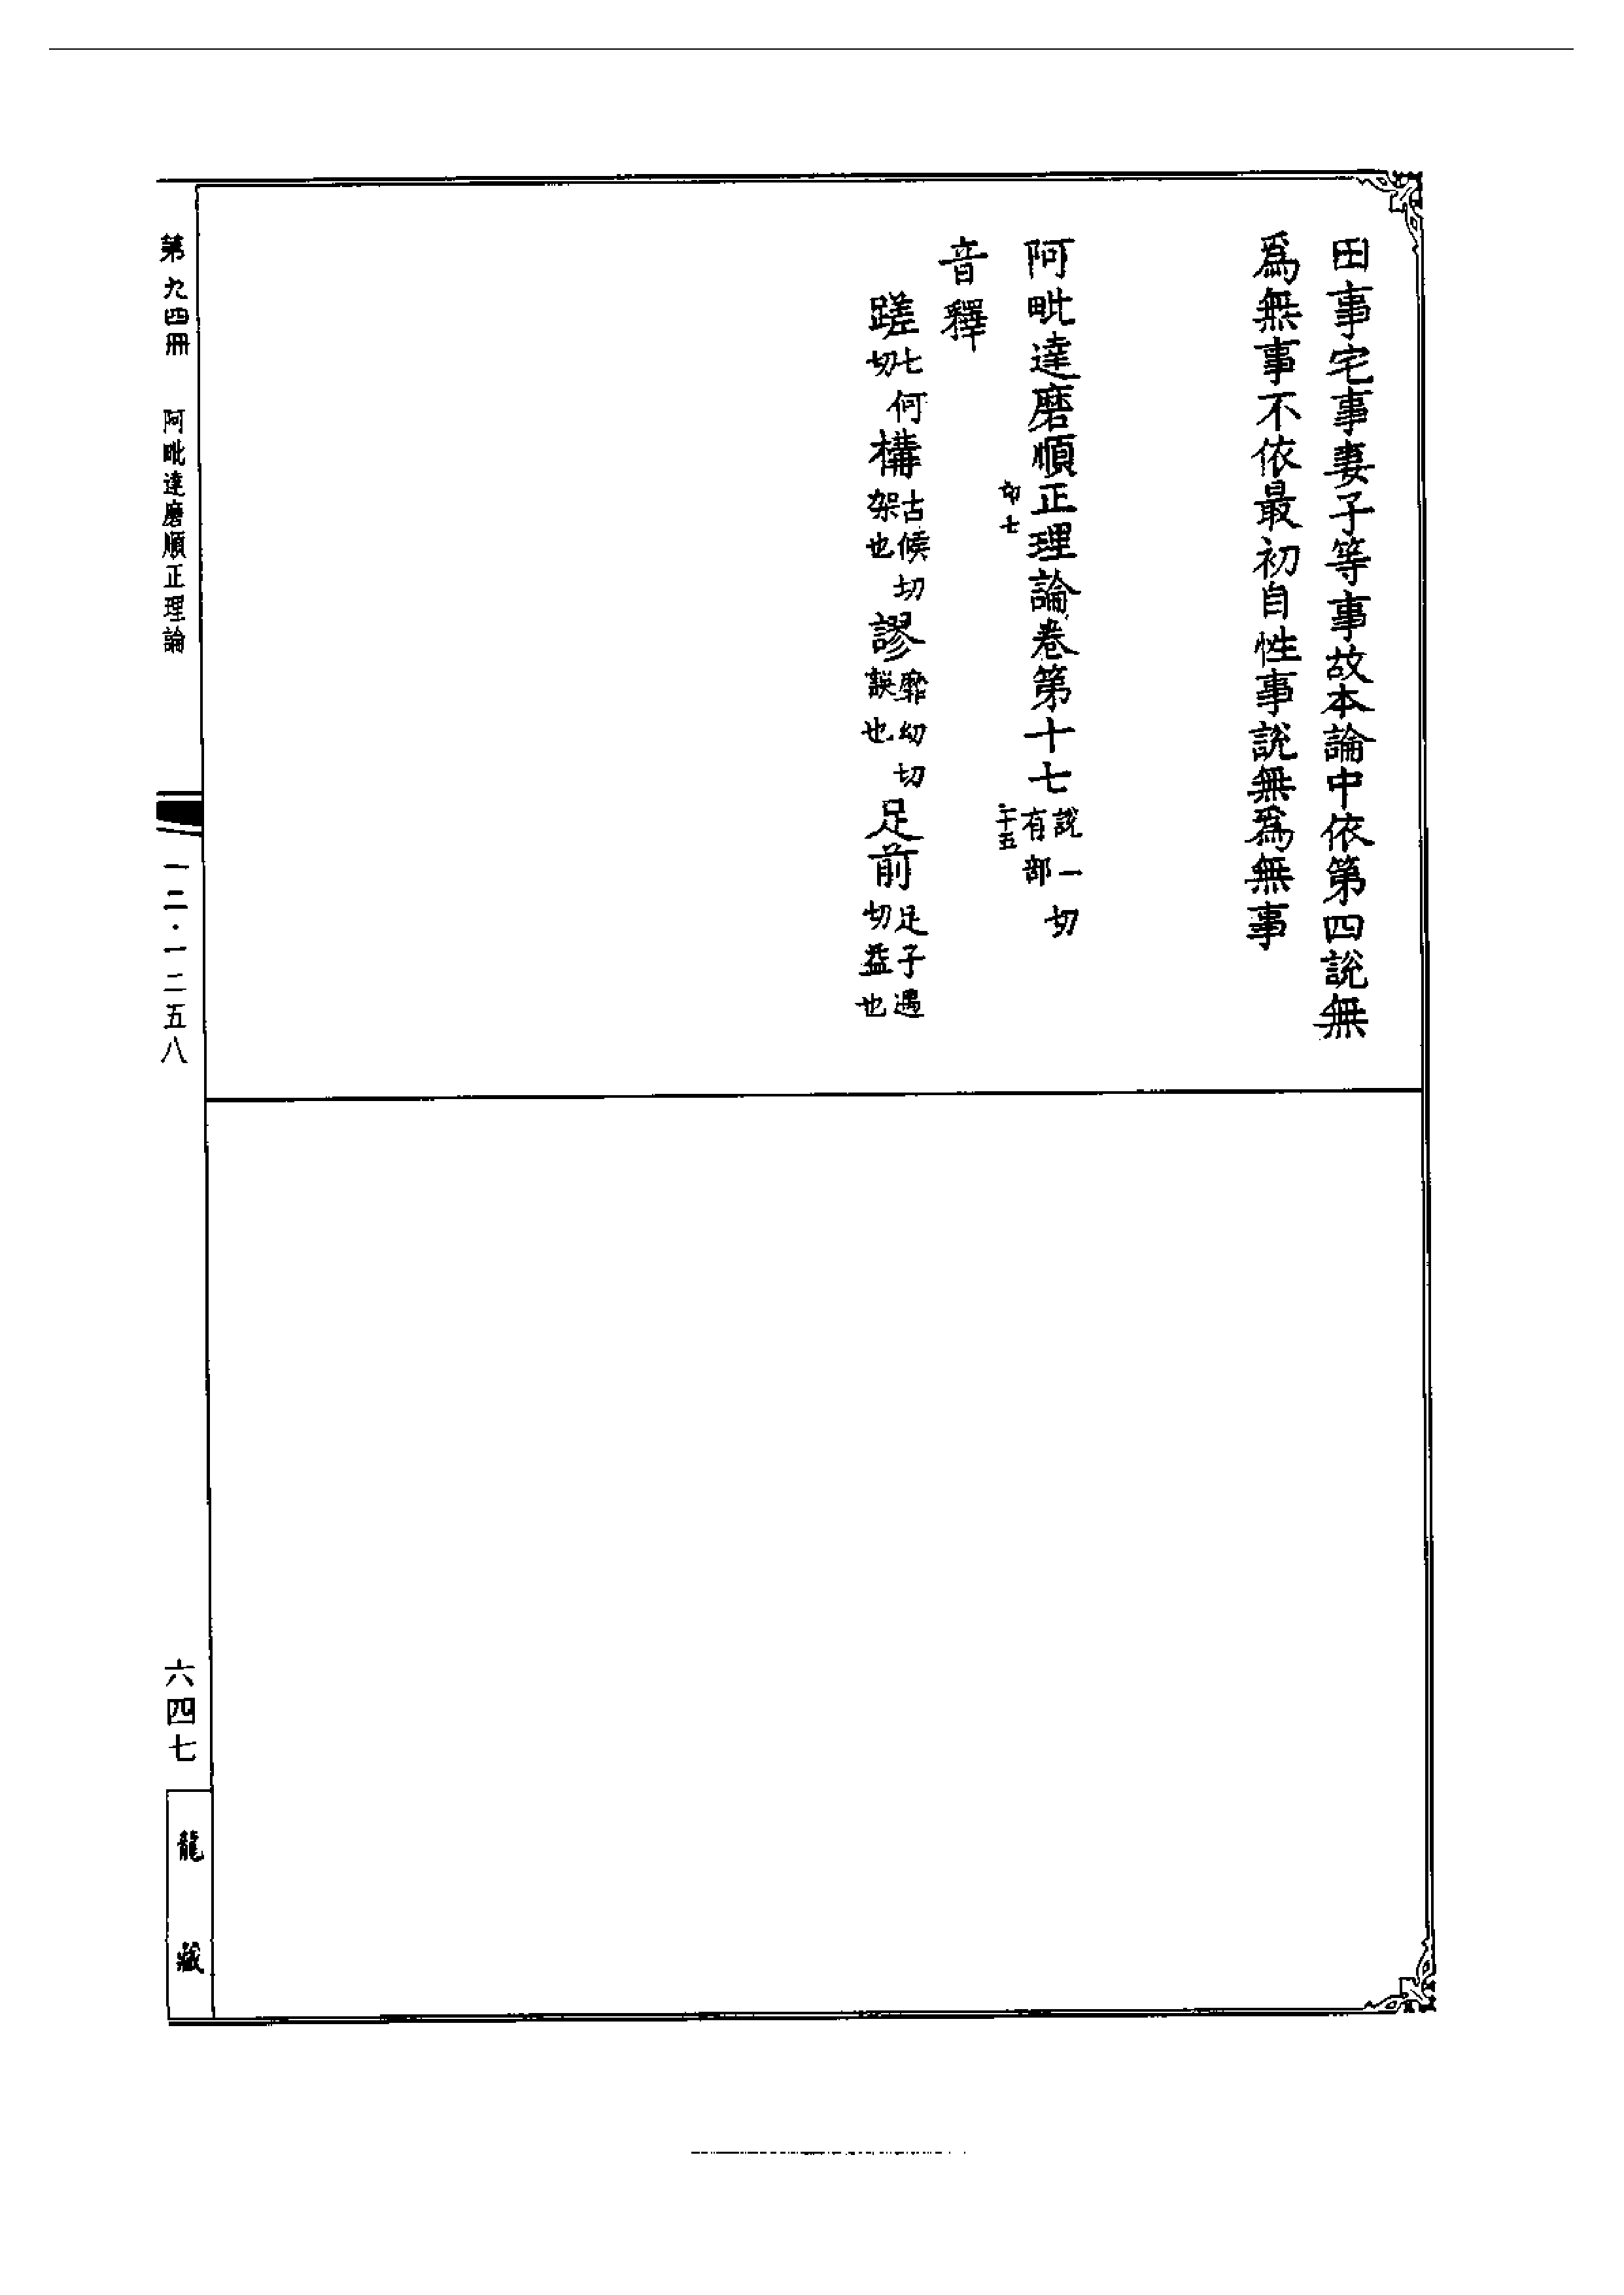 田事宅事妻子等事故本論中依第四說無
爲無事不依最初自性事說無爲無事
阿毗達磨順正理論卷第十七 說一切有部
二十五
音釋
蹉七何切 構古候切架也 謬靡幼切誤也 足前足子遇切益也
第九四冊 阿毗達磨順正理論
一二·一二五八
六四七
龍藏